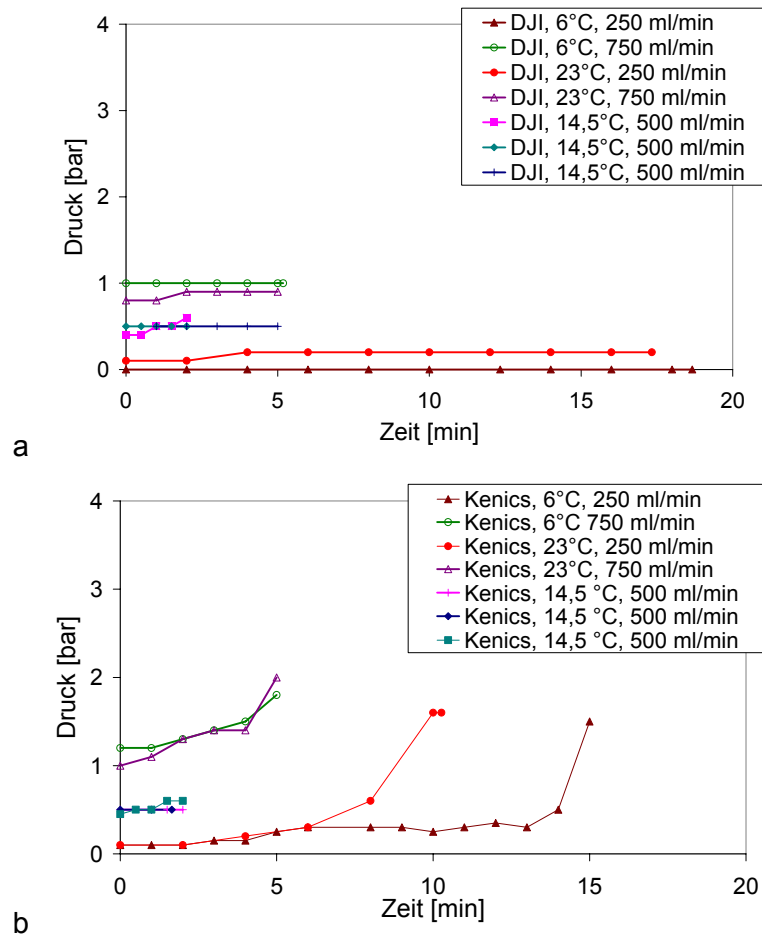 4
3
2
1
0
Druck [bar]
DJI, 6°C, 250 ml/min
DJI, 6°C, 750 ml/min
DJI, 23°C, 250 ml/min
DJI, 23°C, 750 ml/min
DJI, 14,5°C, 500 ml/min
DJI, 14,5°C, 500 ml/min
DJI, 14,5°C, 500 ml/min
0 5 10 15 20
Zeit [min]
a
4
3
2
1
0
Druck [bar]
Kenics, 6°C, 250 ml/min
Kenics, 6°C 750 ml/min
Kenics, 23°C, 250 ml/min
Kenics, 23°C, 750 ml/min
Kenics, 14,5 °C, 500 ml/min
Kenics, 14,5 °C, 500 ml/min
Kenics, 14,5 °C, 500 ml/min
0 5 10 15 20
Zeit [min]
b